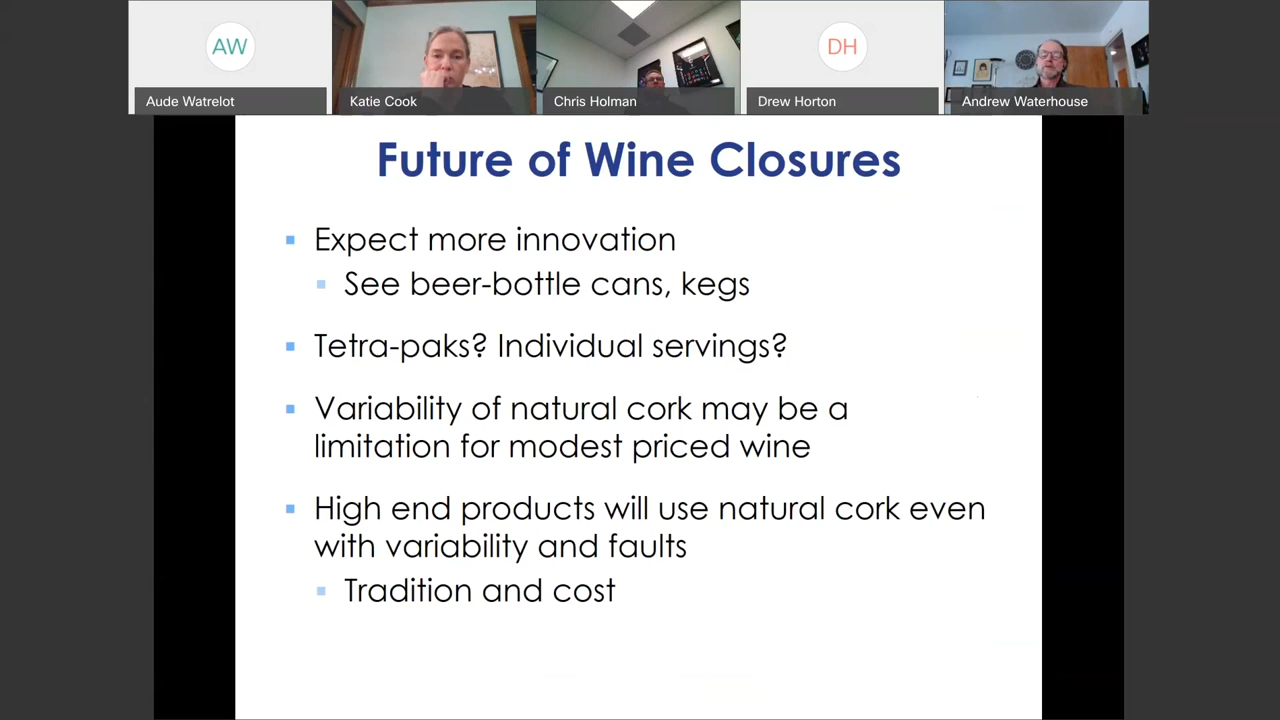 AW
Aude Watrelot
Katie Cook
Chris Holman
DH
Drew Horton
Andrew Waterhouse
Future of Wine Closures
Expect more innovation
See beer-bottle cans, kegs
Tetra-paks? Individual servings?
Variability of natural cork may be a
limitation for modest priced wine
High end products will use natural cork even
with variability and faults
Tradition and cost